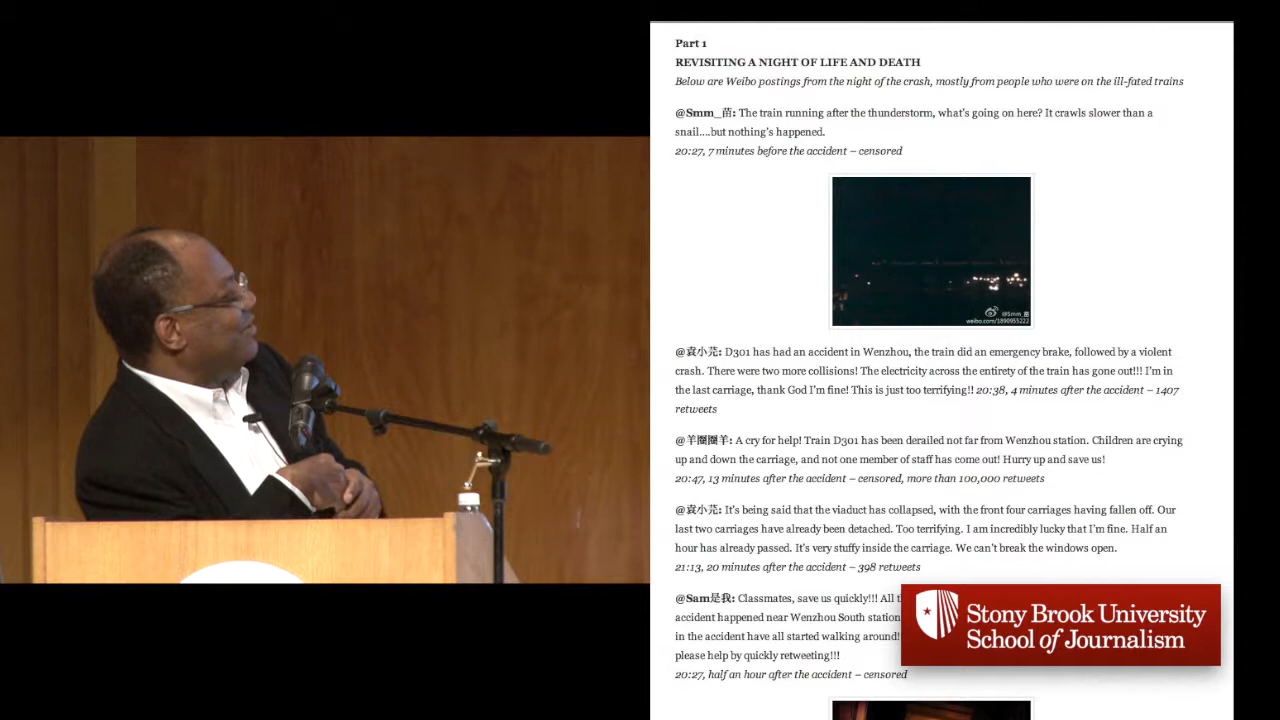 Part 1
REVISITING A NIGHT OF LIFE AND DEATH
Below are Weibo postings from the night of the crash, mostly from people who were on the ill-fated trains
@Smm_苗: The train running after the thunderstorm, what's going on here? It crawls slower than a
snail....but nothing's happened.
20:27, 7 minutes before the accident – censored
@Smm_苗
weibo.com/1890955222
@袁小芫: D301 has had an accident in Wenzhou, the train did an emergency brake, followed by a violent
crash. There were two more collisions! The electricity across the entirety of the train has gone out!!! I'm in
the last carriage, thank God I'm fine! This is just too terrifying!! 20:38, 4 minutes after the accident – 1407
retweets
@羊圈圈羊: A cry for help! Train D301 has been derailed not far from Wenzhou station. Children are crying
up and down the carriage, and not one member of staff has come out! Hurry up and save us!
20:47, 13 minutes after the accident – censored, more than 100,000 retweets
@袁小芫: It's being said that the viaduct has collapsed, with the front four carriages having fallen off. Our
last two carriages have already been detached. Too terrifying. I am incredibly lucky that I'm fine. Half an
hour has already passed. It's very stuffy inside the carriage. We can't break the windows open.
21:13, 20 minutes after the accident – 398 retweets
@Sam是我: Classmates, save us quickly!!! All
accident happened near Wenzhou South station
in the accident have all started walking around!
please help by quickly retweeting!!!
20:27, half an hour after the accident – censored
Stony Brook University
School of Journalism